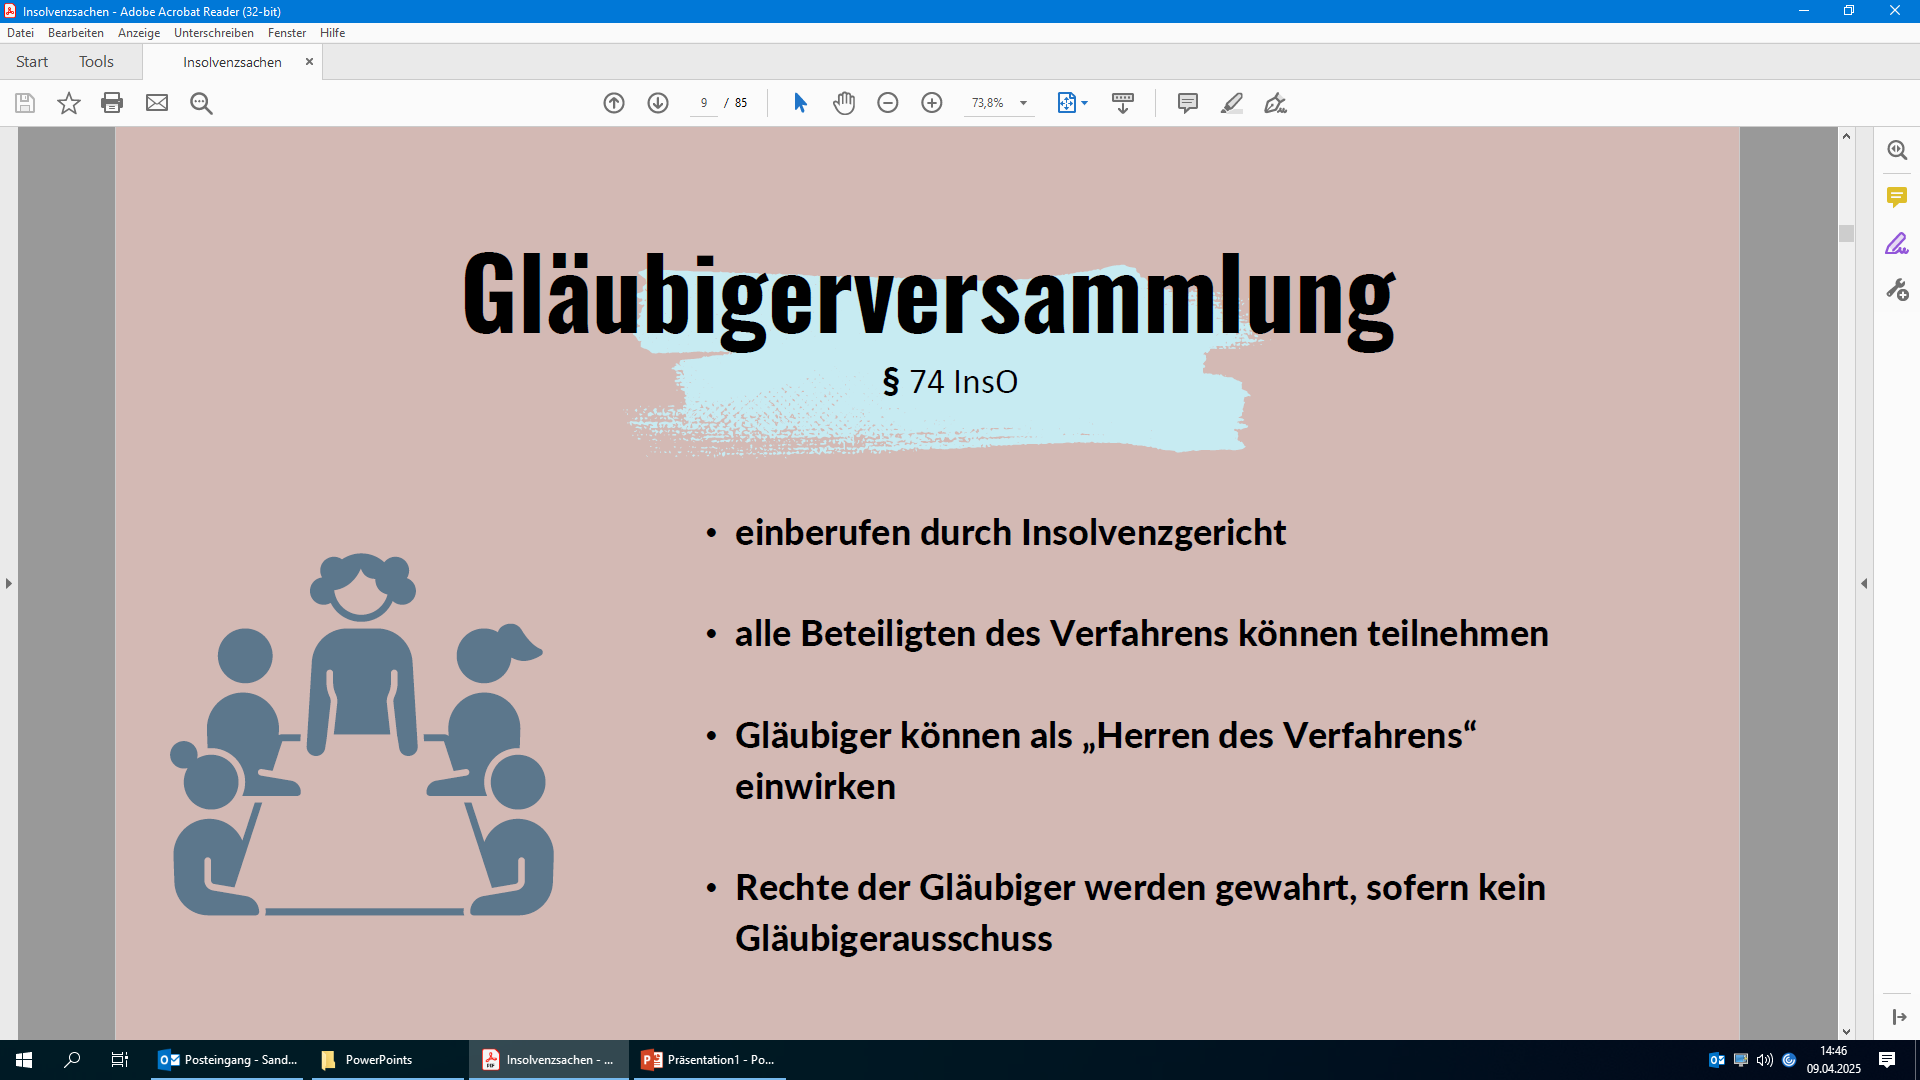 Insolvenzsachen - Adobe Acrobat Reader (32-bit)
Datei Bearbeiten Anzeige Unterschreiben Fenster Hilfe
Start Tools Insolvenzsachen
9 / 85 73,8%
Gläubigerversammlung
§ 74 InsO
• einberufen durch Insolvenzgericht
• alle Beteiligten des Verfahrens können teilnehmen
• Gläubiger können als „Herren des Verfahrens“
einwirken
• Rechte der Gläubiger werden gewahrt, sofern kein
Gläubigerausschuss
Posteingang - Sand... PowerPoints Insolvenzsachen - ... Präsentation1 - Po...
14:46
09.04.2025